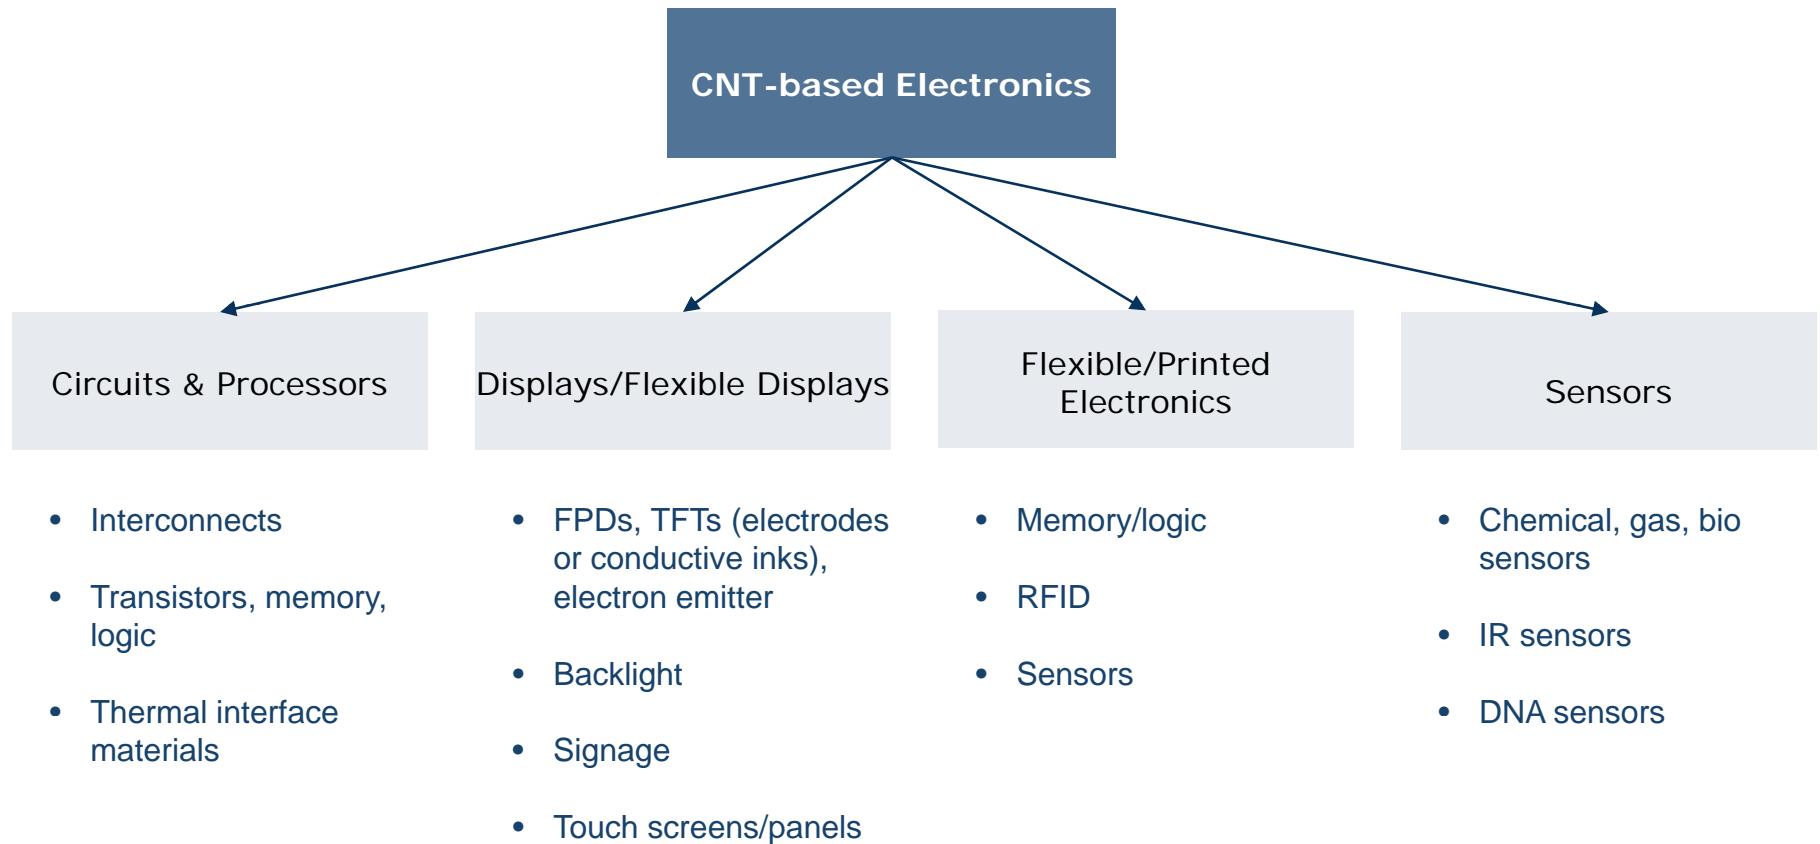 CNT-based Electronics
Circuits & Processors
• Interconnects
• Transistors, memory,
logic
• Thermal interface
materials
Displays/Flexible Displays
• FPDs, TFTs (electrodes
or conductive inks),
electron emitter
• Backlight
• Signage
• Touch screens/panels
Flexible/Printed
Electronics
• Memory/logic
• RFID
• Sensors
Sensors
• Chemical, gas, bio
sensors
• IR sensors
• DNA sensors